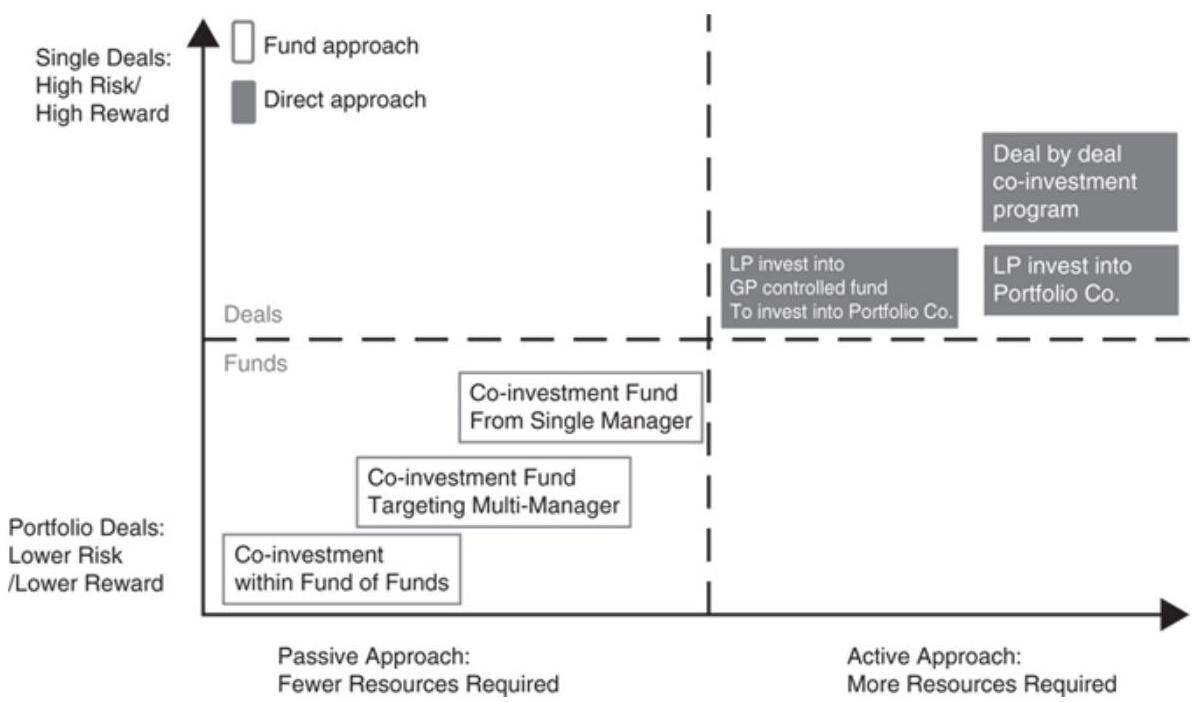 Single Deals:
High Risk/
High Reward
Fund approach
Direct approach
Deal by deal
co-investment
program
LP invest into
GP controlled fund
To invest into Portfolio Co.
LP invest into
Portfolio Co.
Deals
Funds
Co-investment Fund
From Single Manager
Co-investment Fund
Targeting Multi-Manager
Portfolio Deals:
Lower Risk
/Lower Reward
Co-investment
within Fund of Funds
Passive Approach:
Fewer Resources Required
Active Approach:
More Resources Required